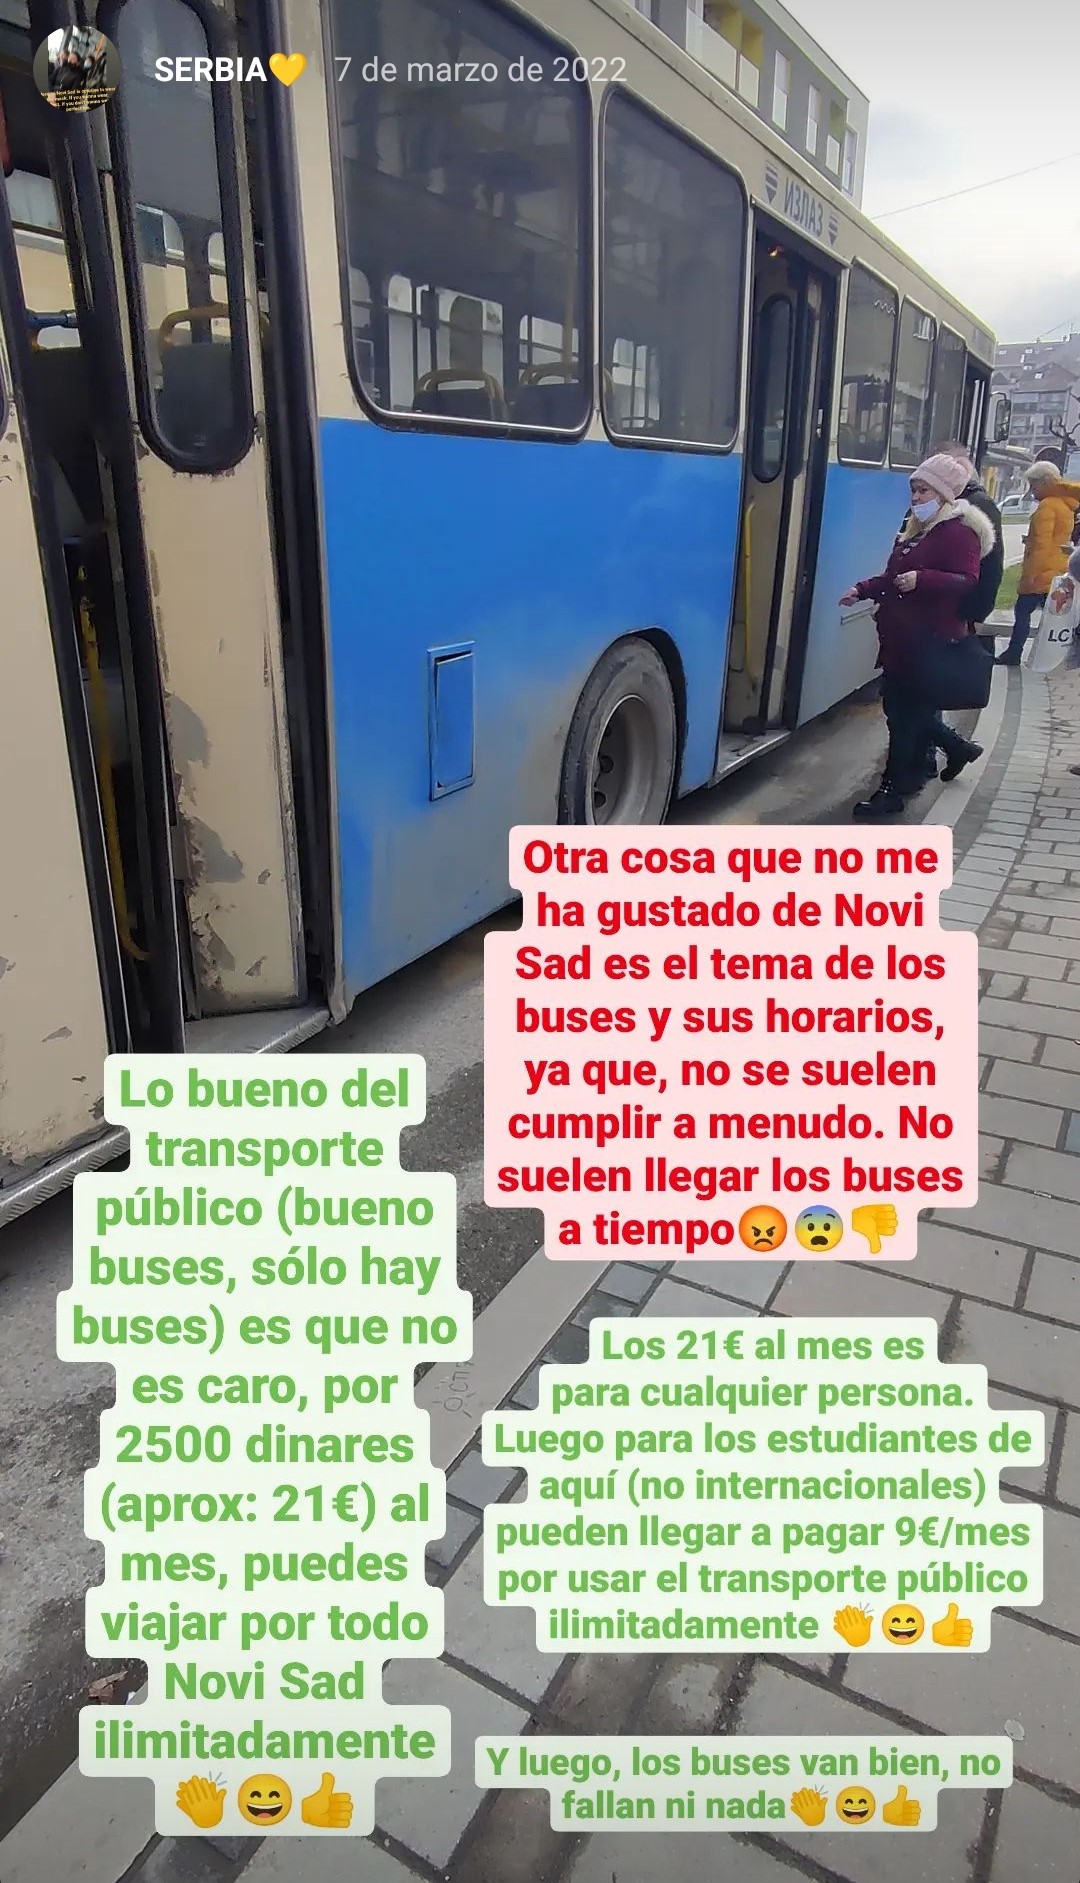 SERBIA💛 7 de marzo de 2022
ИЗЛАЗ
LC
Otra cosa que no me
ha gustado de Novi
Sad es el tema de los
buses y sus horarios,
ya que, no se suelen
cumplir a menudo. No
suelen llegar los buses
a tiempo😡😨👎
Lo bueno del
transporte
público (bueno
buses, sólo hay
buses) es que no
es caro, por
2500 dinares
(aprox: 21€) al
mes, puedes
viajar por todo
Novi Sad
ilimitadamente
👏😄👍
Los 21€ al mes es
para cualquier persona.
Luego para los estudiantes de
aquí (no internacionales)
pueden llegar a pagar 9€/mes
por usar el transporte público
ilimitadamente 👏😄👍
Y luego, los buses van bien, no
fallan ni nada👏😄👍